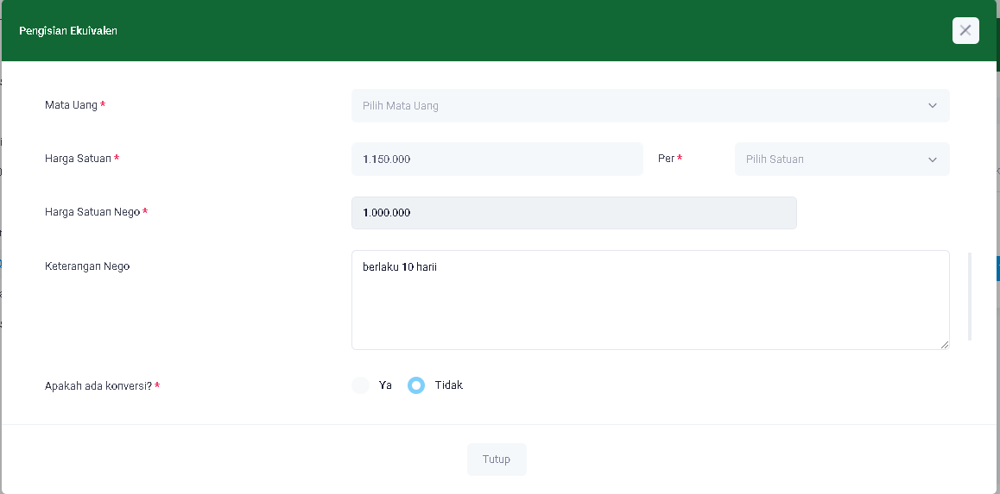 Pengisian Ekuivalen
Mata Uang *
Pilih Mata Uang
Harga Satuan *
1.150.000
Per *
Pilih Satuan
Harga Satuan Nego *
1.000.000
Keterangan Nego
berlaku 10 harii
Apakah ada konversi? *
Ya
Tidak
Tutup